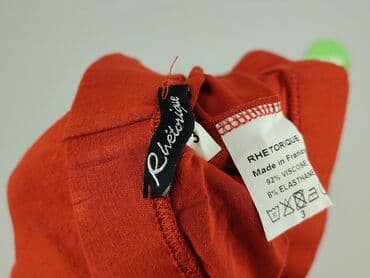 Rhétorique
RHETORIQUE
Made in France
92% VISCOSE
8% ELASTHANE
3